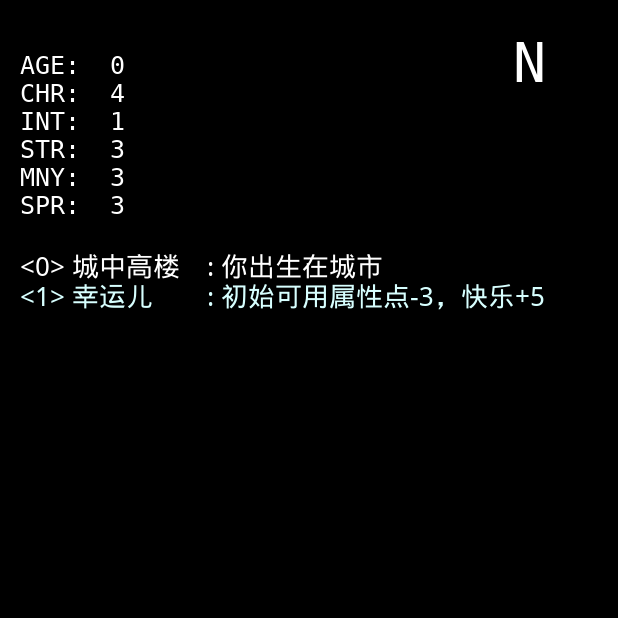 N
AGE: 0
CHR: 4
INT: 1
STR: 3
MNY: 3
SPR: 3
<0> 城中高楼 : 你出生在城市
<1> 幸运儿 : 初始可用属性点-3，快乐+5